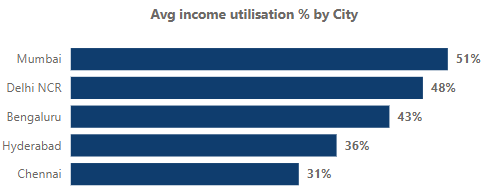 Avg income utilisation % by City
Mumbai 51%
Delhi NCR 48%
Bengaluru 43%
Hyderabad 36%
Chennai 31%